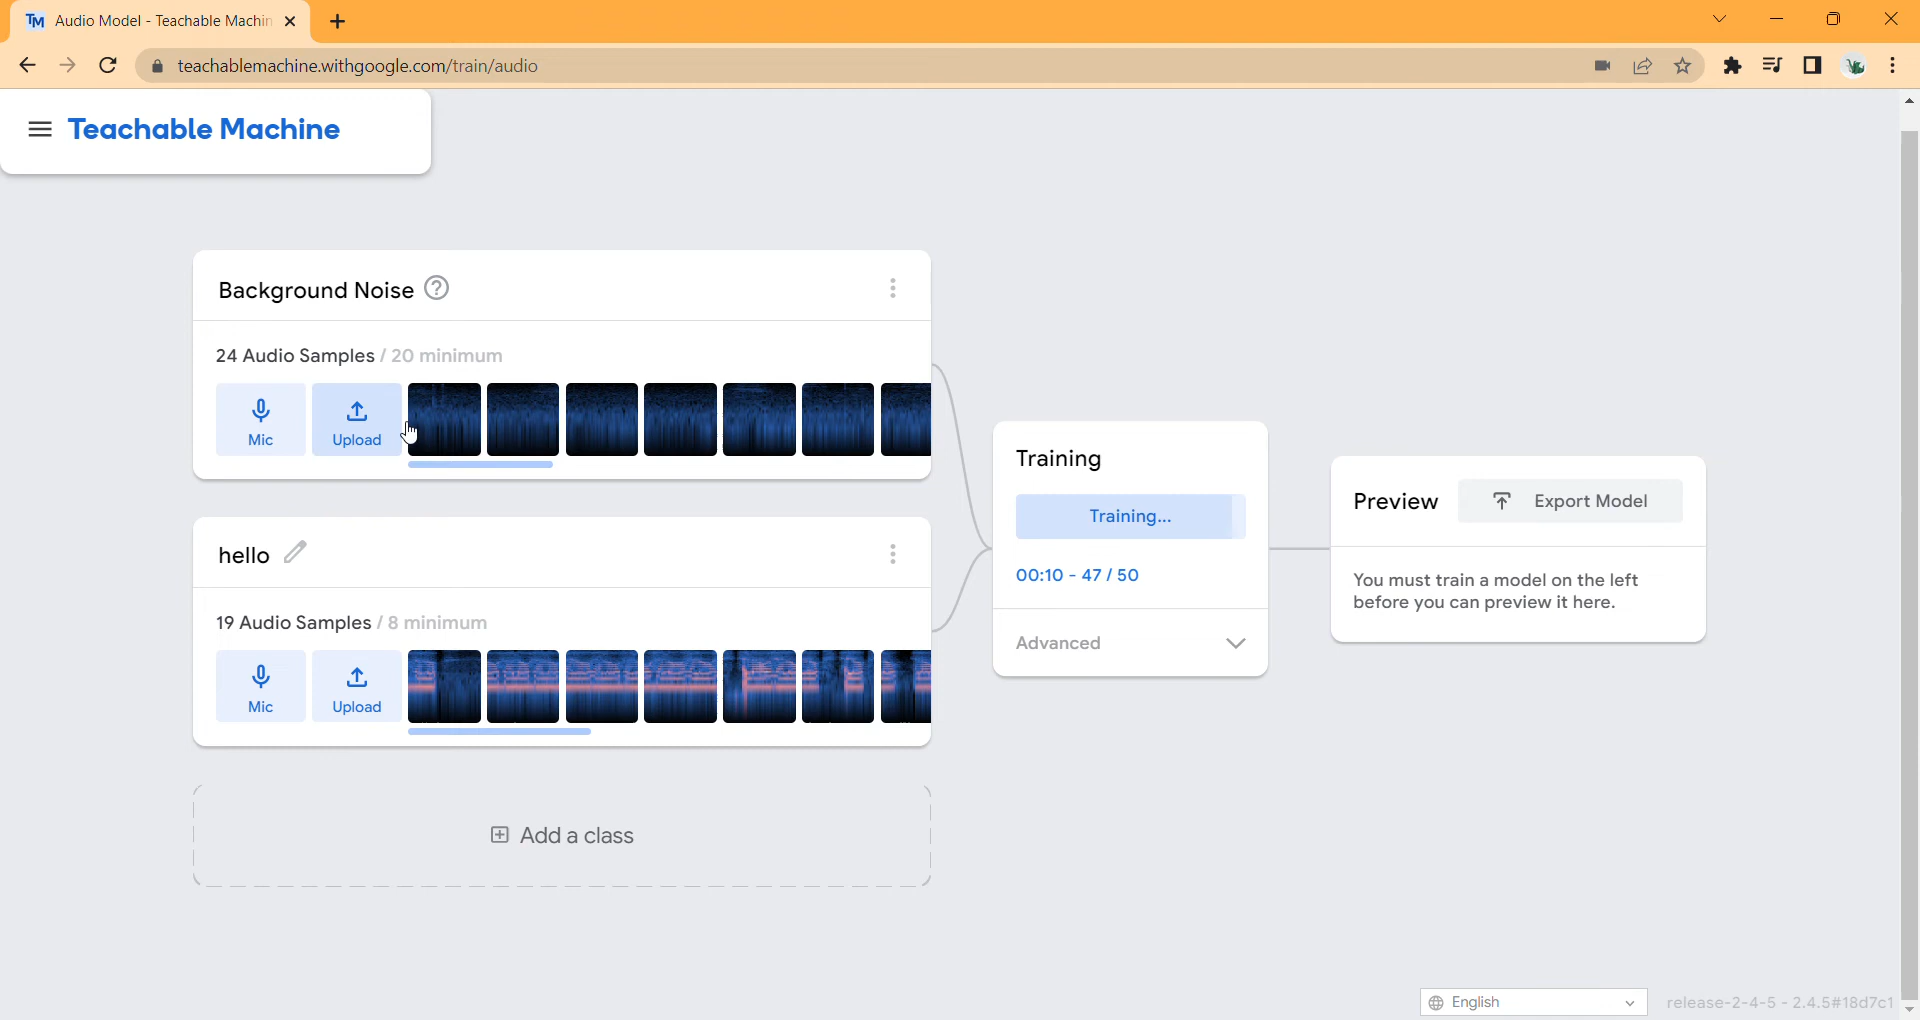 TM Audio Model - Teachable Machin
teachablemachine.withgoogle.com/train/audio
Teachable Machine
Background Noise
24 Audio Samples / 20 minimum
Mic
Upload
hello
19 Audio Samples / 8 minimum
Mic
Upload
Add a class
Training
Training...
00:10 - 47 / 50
Advanced
Preview
Export Model
You must train a model on the left
before you can preview it here.
English
release-2-4-5 - 2.4.5#18d7c1